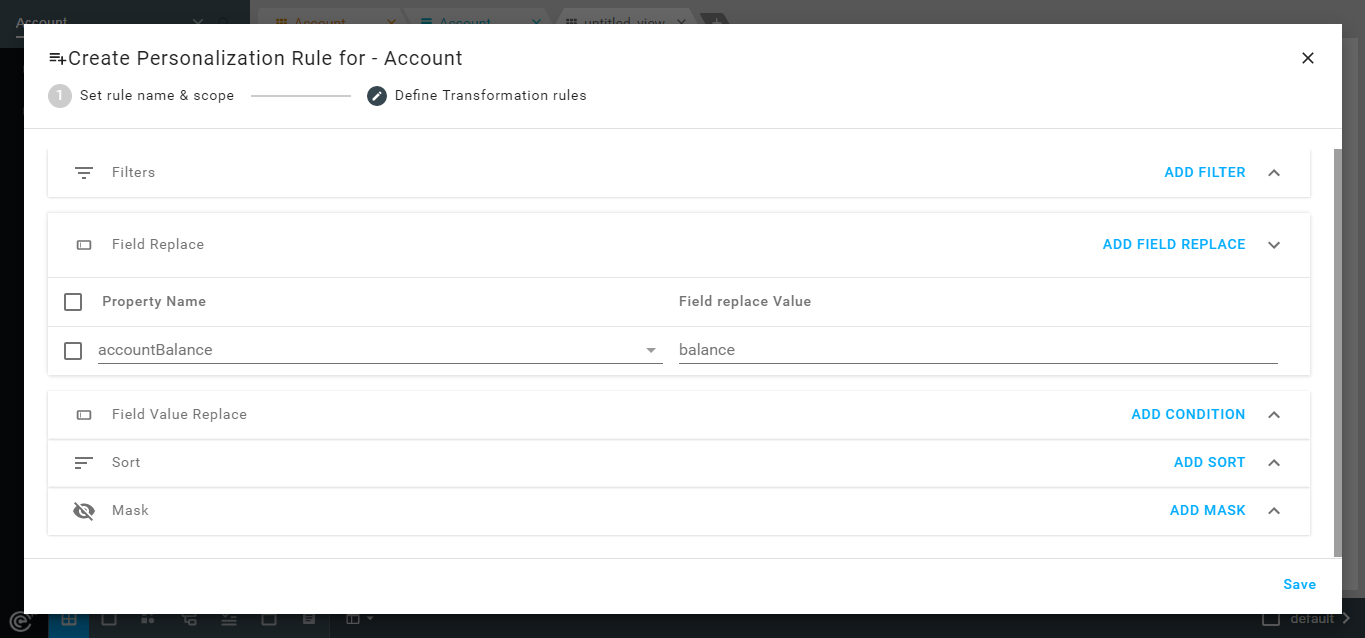 Account
Account
Account
untitled_view
Create Personalization Rule for - Account
1 Set rule name & scope
Define Transformation rules
Filters
ADD FILTER
Field Replace
ADD FIELD REPLACE
Property Name
Field replace Value
accountBalance
balance
Field Value Replace
ADD CONDITION
Sort
ADD SORT
Mask
ADD MASK
Save
default